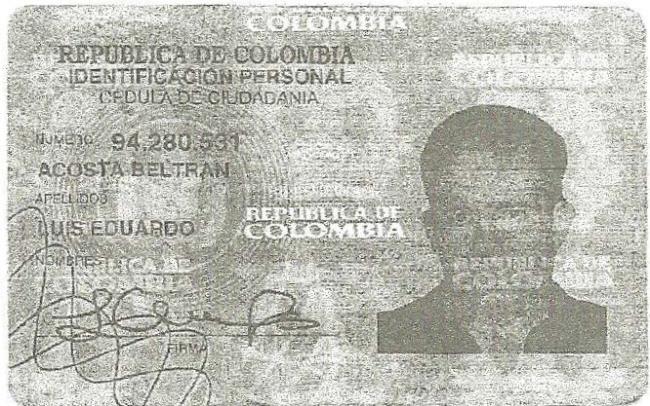 COLOMBIA
REPUBLICA DE COLOMBIA
IDENTIFICACIÓN PERSONAL
CEDULA DE CIUDADANIA
NUMERO 94.280.531
ACOSTA BELTRAN
APELLIDOS
LUIS EDUARDO
REPUBLICA DE
COLOMBIA
NOMBRES
FIRMA